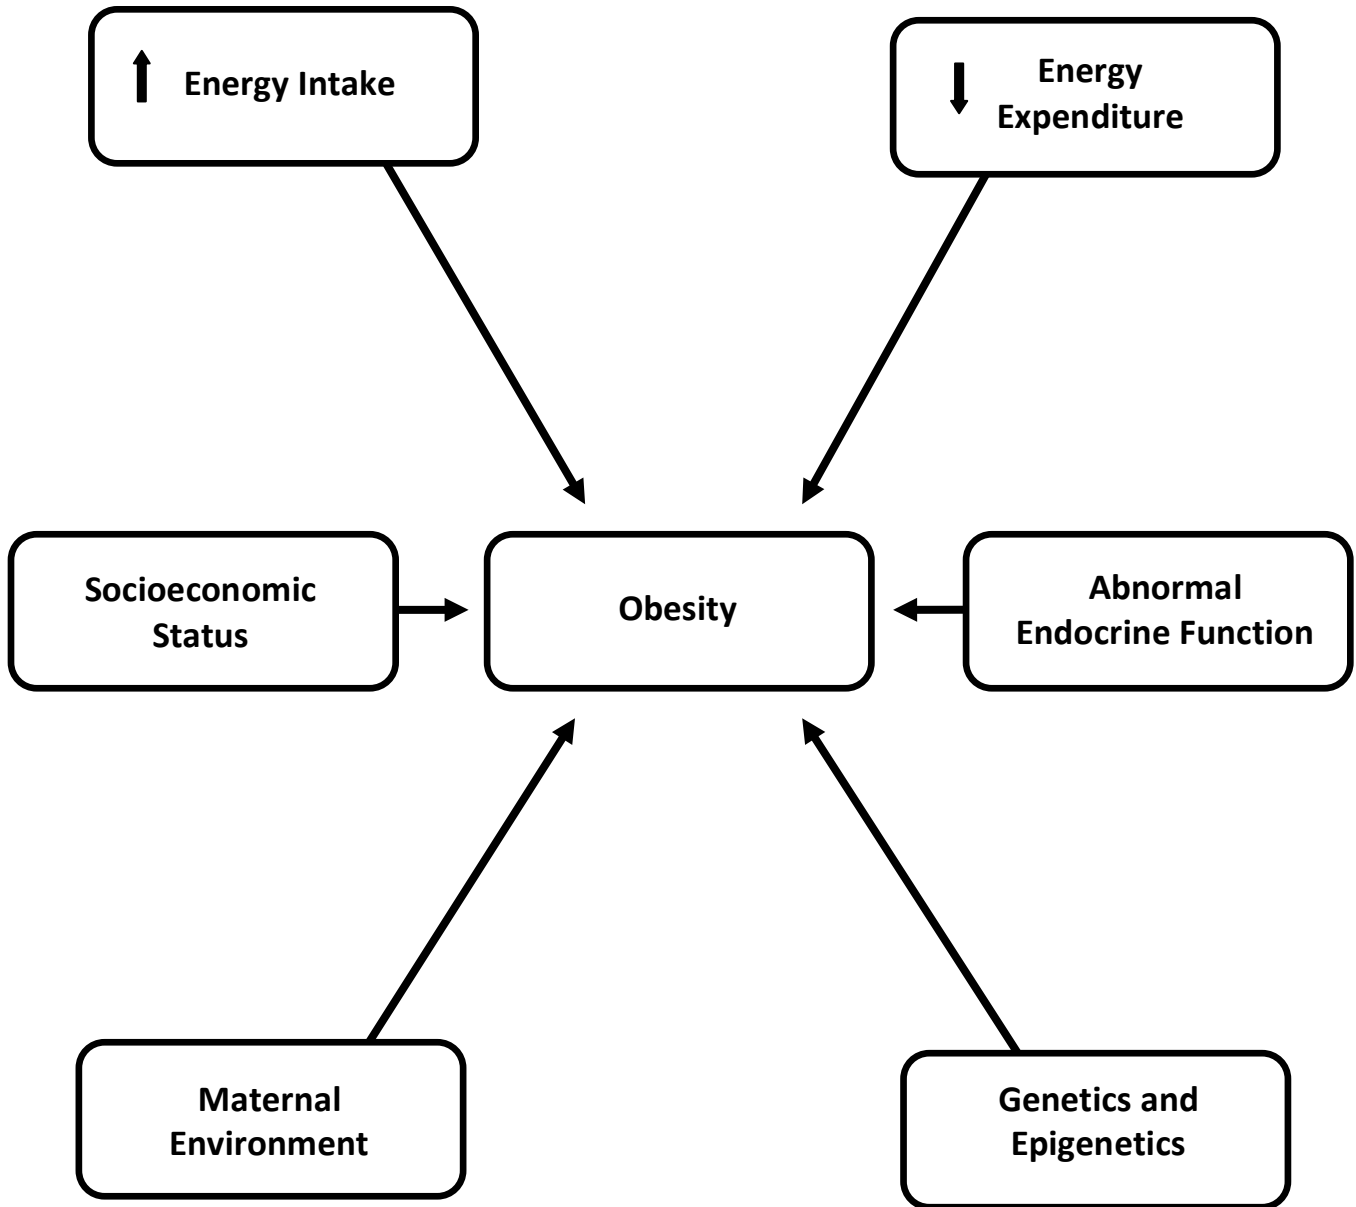 Energy Intake
Energy
Expenditure
Socioeconomic
Status
Obesity
Abnormal
Endocrine Function
Maternal
Environment
Genetics and
Epigenetics